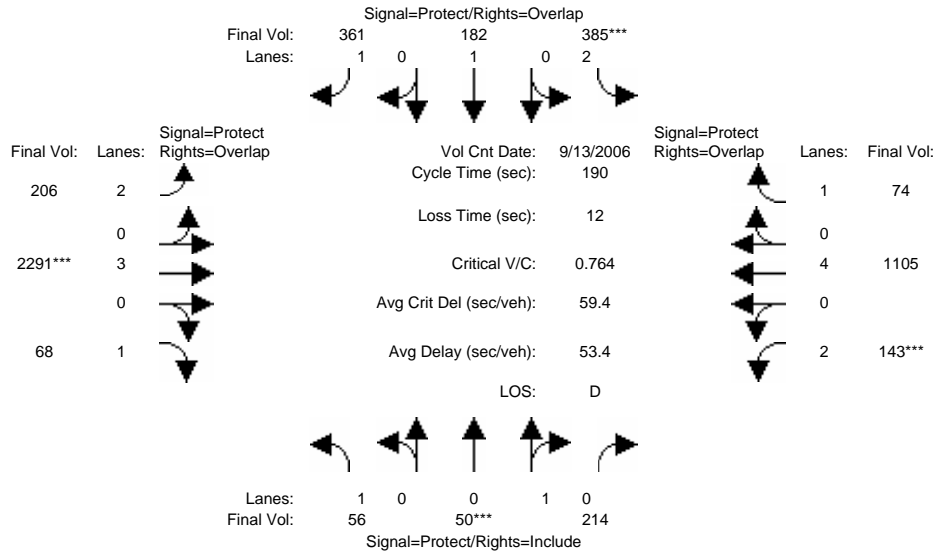 Signal=Protect/Rights=Overlap
Final Vol: 361 182 385***
Lanes: 1 0 1 0 2
Signal=Protect Signal=Protect
Final Vol: Lanes: Rights=Overlap Vol Cnt Date: 9/13/2006 Rights=Overlap Lanes: Final Vol:
Cycle Time (sec): 190
206 2 1 74
Loss Time (sec): 12
0 0
2291*** 3 Critical V/C: 0.764 4 1105
0 Avg Crit Del (sec/veh): 59.4 0
68 1 Avg Delay (sec/veh): 53.4 2 143***
LOS: D
Lanes: 1 0 0 1 0
Final Vol: 56 50*** 214
Signal=Protect/Rights=Include